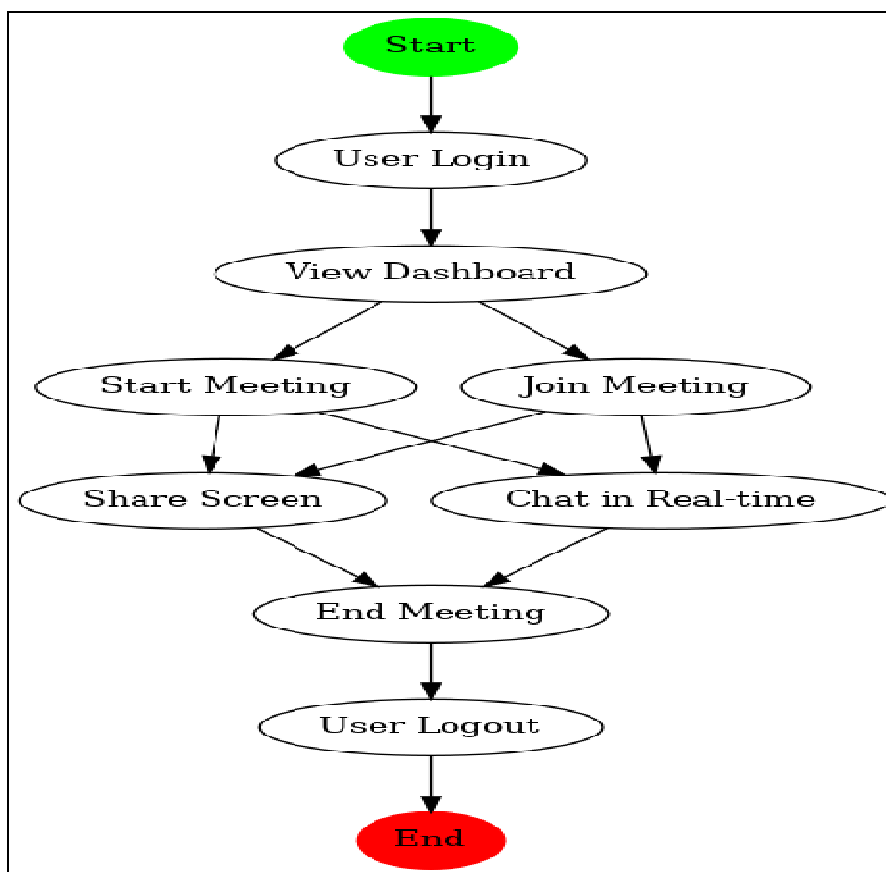 Start
User Login
View Dashboard
Start Meeting
Join Meeting
Share Screen
Chat in Real-time
End Meeting
User Logout
End